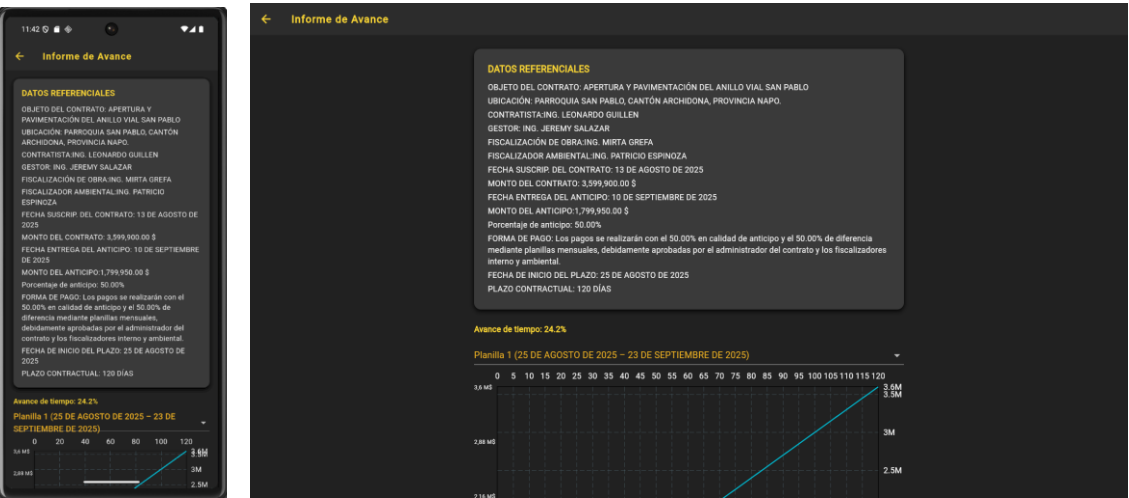 11:42
Informe de Avance
DATOS REFERENCIALES
OBJETO DEL CONTRATO: APERTURA Y
PAVIMENTACIÓN DEL ANILLO VIAL SAN PABLO
UBICACIÓN: PARROQUIA SAN PABLO, CANTÓN
ARCHIDONA, PROVINCIA NAPO.
CONTRATISTA:ING. LEONARDO GUILLEN
GESTOR: ING. JEREMY SALAZAR
FISCALIZACIÓN DE OBRA:ING. MIRTA GREFA
FISCALIZADOR AMBIENTAL:ING. PATRICIO
ESPINOZA
FECHA SUSCRIP. DEL CONTRATO: 13 DE AGOSTO DE
2025
MONTO DEL CONTRATO: 3,599,900.00 $
FECHA ENTREGA DEL ANTICIPO: 10 DE SEPTIEMBRE
DE 2025
MONTO DEL ANTICIPO:1,799,950.00 $
Porcentaje de anticipo: 50.00%
FORMA DE PAGO: Los pagos se realizarán con el
50.00% en calidad de anticipo y el 50.00% de
diferencia mediante planillas mensuales,
debidamente aprobadas por el administrador del
contrato y los fiscalizadores interno y ambiental.
FECHA DE INICIO DEL PLAZO: 25 DE AGOSTO DE
2025
PLAZO CONTRACTUAL: 120 DÍAS
Avance de tiempo: 24.2%
Planilla 1 (25 DE AGOSTO DE 2025 – 23 DE
SEPTIEMBRE DE 2025)
0 20 40 60 80 100 120
3,6 M$
3M
2,88 M$
2.5M
Informe de Avance
DATOS REFERENCIALES
OBJETO DEL CONTRATO: APERTURA Y PAVIMENTACIÓN DEL ANILLO VIAL SAN PABLO
UBICACIÓN: PARROQUIA SAN PABLO, CANTÓN ARCHIDONA, PROVINCIA NAPO.
CONTRATISTA:ING. LEONARDO GUILLEN
GESTOR: ING. JEREMY SALAZAR
FISCALIZACIÓN DE OBRA:ING. MIRTA GREFA
FISCALIZADOR AMBIENTAL:ING. PATRICIO ESPINOZA
FECHA SUSCRIP. DEL CONTRATO: 13 DE AGOSTO DE 2025
MONTO DEL CONTRATO: 3,599,900.00 $
FECHA ENTREGA DEL ANTICIPO: 10 DE SEPTIEMBRE DE 2025
MONTO DEL ANTICIPO:1,799,950.00 $
Porcentaje de anticipo: 50.00%
FORMA DE PAGO: Los pagos se realizarán con el 50.00% en calidad de anticipo y el 50.00% de diferencia
mediante planillas mensuales, debidamente aprobadas por el administrador del contrato y los fiscalizadores
interno y ambiental.
FECHA DE INICIO DEL PLAZO: 25 DE AGOSTO DE 2025
PLAZO CONTRACTUAL: 120 DÍAS
Avance de tiempo: 24.2%
Planilla 1 (25 DE AGOSTO DE 2025 – 23 DE SEPTIEMBRE DE 2025)
0 5 10 15 20 25 30 35 40 45 50 55 60 65 70 75 80 85 90 95 100 105 110 115 120
3,6 M$
3.6M
3.5M
3M
2,88 M$
2.5M
2,16 M$